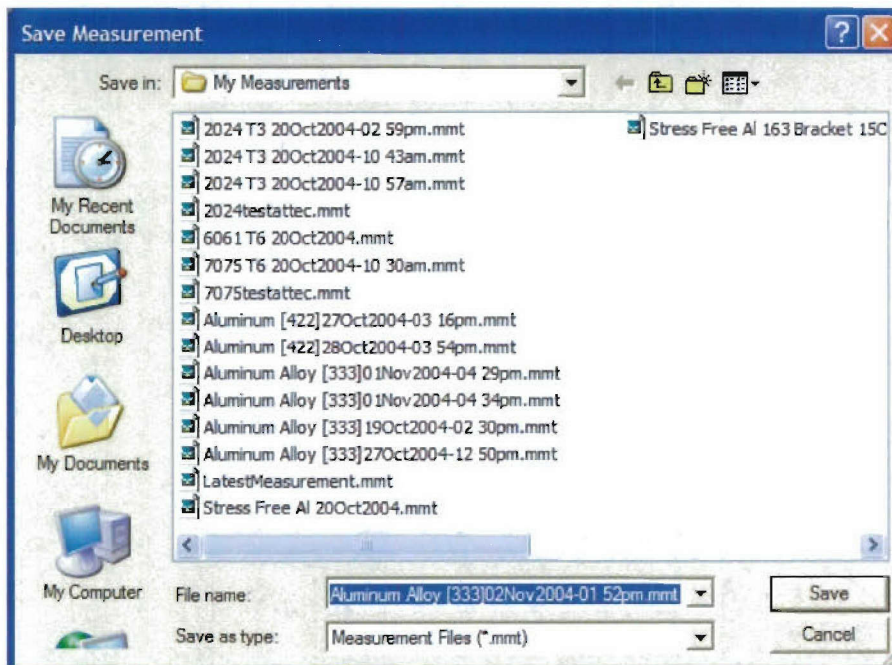 Save Measurement
Save in: My Measurements
My Recent Documents
Desktop
My Documents
My Computer
2024 T3 20Oct2004-02 59pm.mmt
2024 T3 20Oct2004-10 43am.mmt
2024 T3 20Oct2004-10 57am.mmt
2024testattec.mmt
6061 T6 20Oct2004.mmt
7075 T6 20Oct2004-10 30am.mmt
7075testattec.mmt
Aluminum [422]27Oct2004-03 16pm.mmt
Aluminum [422]28Oct2004-03 54pm.mmt
Aluminum Alloy [333]01Nov2004-04 29pm.mmt
Aluminum Alloy [333]01Nov2004-04 34pm.mmt
Aluminum Alloy [333]19Oct2004-02 30pm.mmt
Aluminum Alloy [333]27Oct2004-12 50pm.mmt
LatestMeasurement.mmt
Stress Free Al 20Oct2004.mmt
Stress Free Al 163 Bracket 15O
File name: Aluminum Alloy [333]02Nov2004-01 52pm.mmt
Save
Save as type: Measurement Files (*.mmt)
Cancel